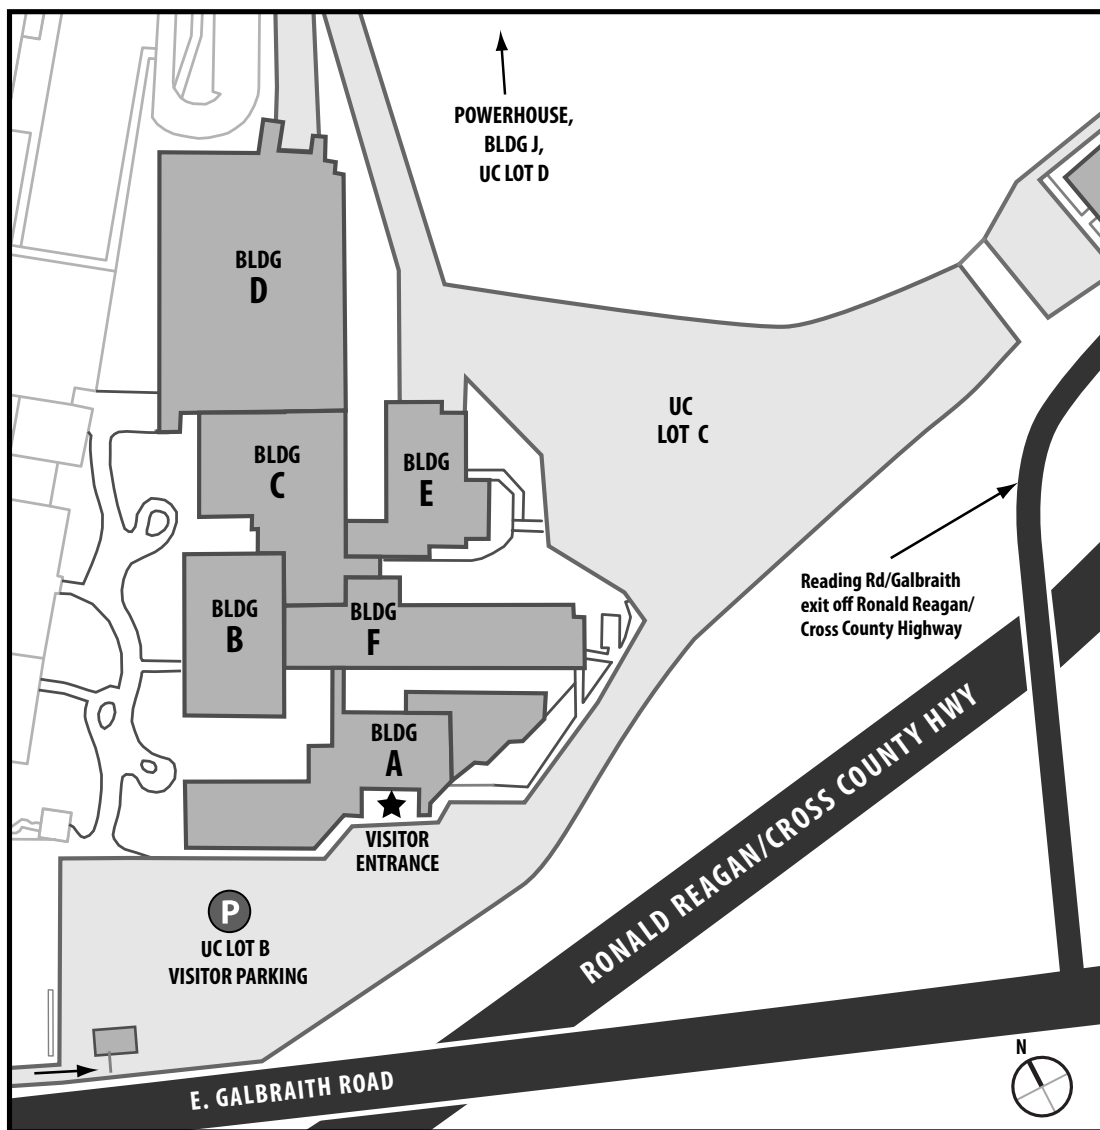 POWERHOUSE,
BLDG J,
UC LOT D
BLDG
D
UC
LOT C
BLDG
C
BLDG
E
Reading Rd/Galbraith
exit off Ronald Reagan/
Cross County Highway
BLDG
B
BLDG
F
BLDG
A
VISITOR
ENTRANCE
RONALD REAGAN/CROSS COUNTY HWY
P
UC LOT B
VISITOR PARKING
N
E. GALBRAITH ROAD